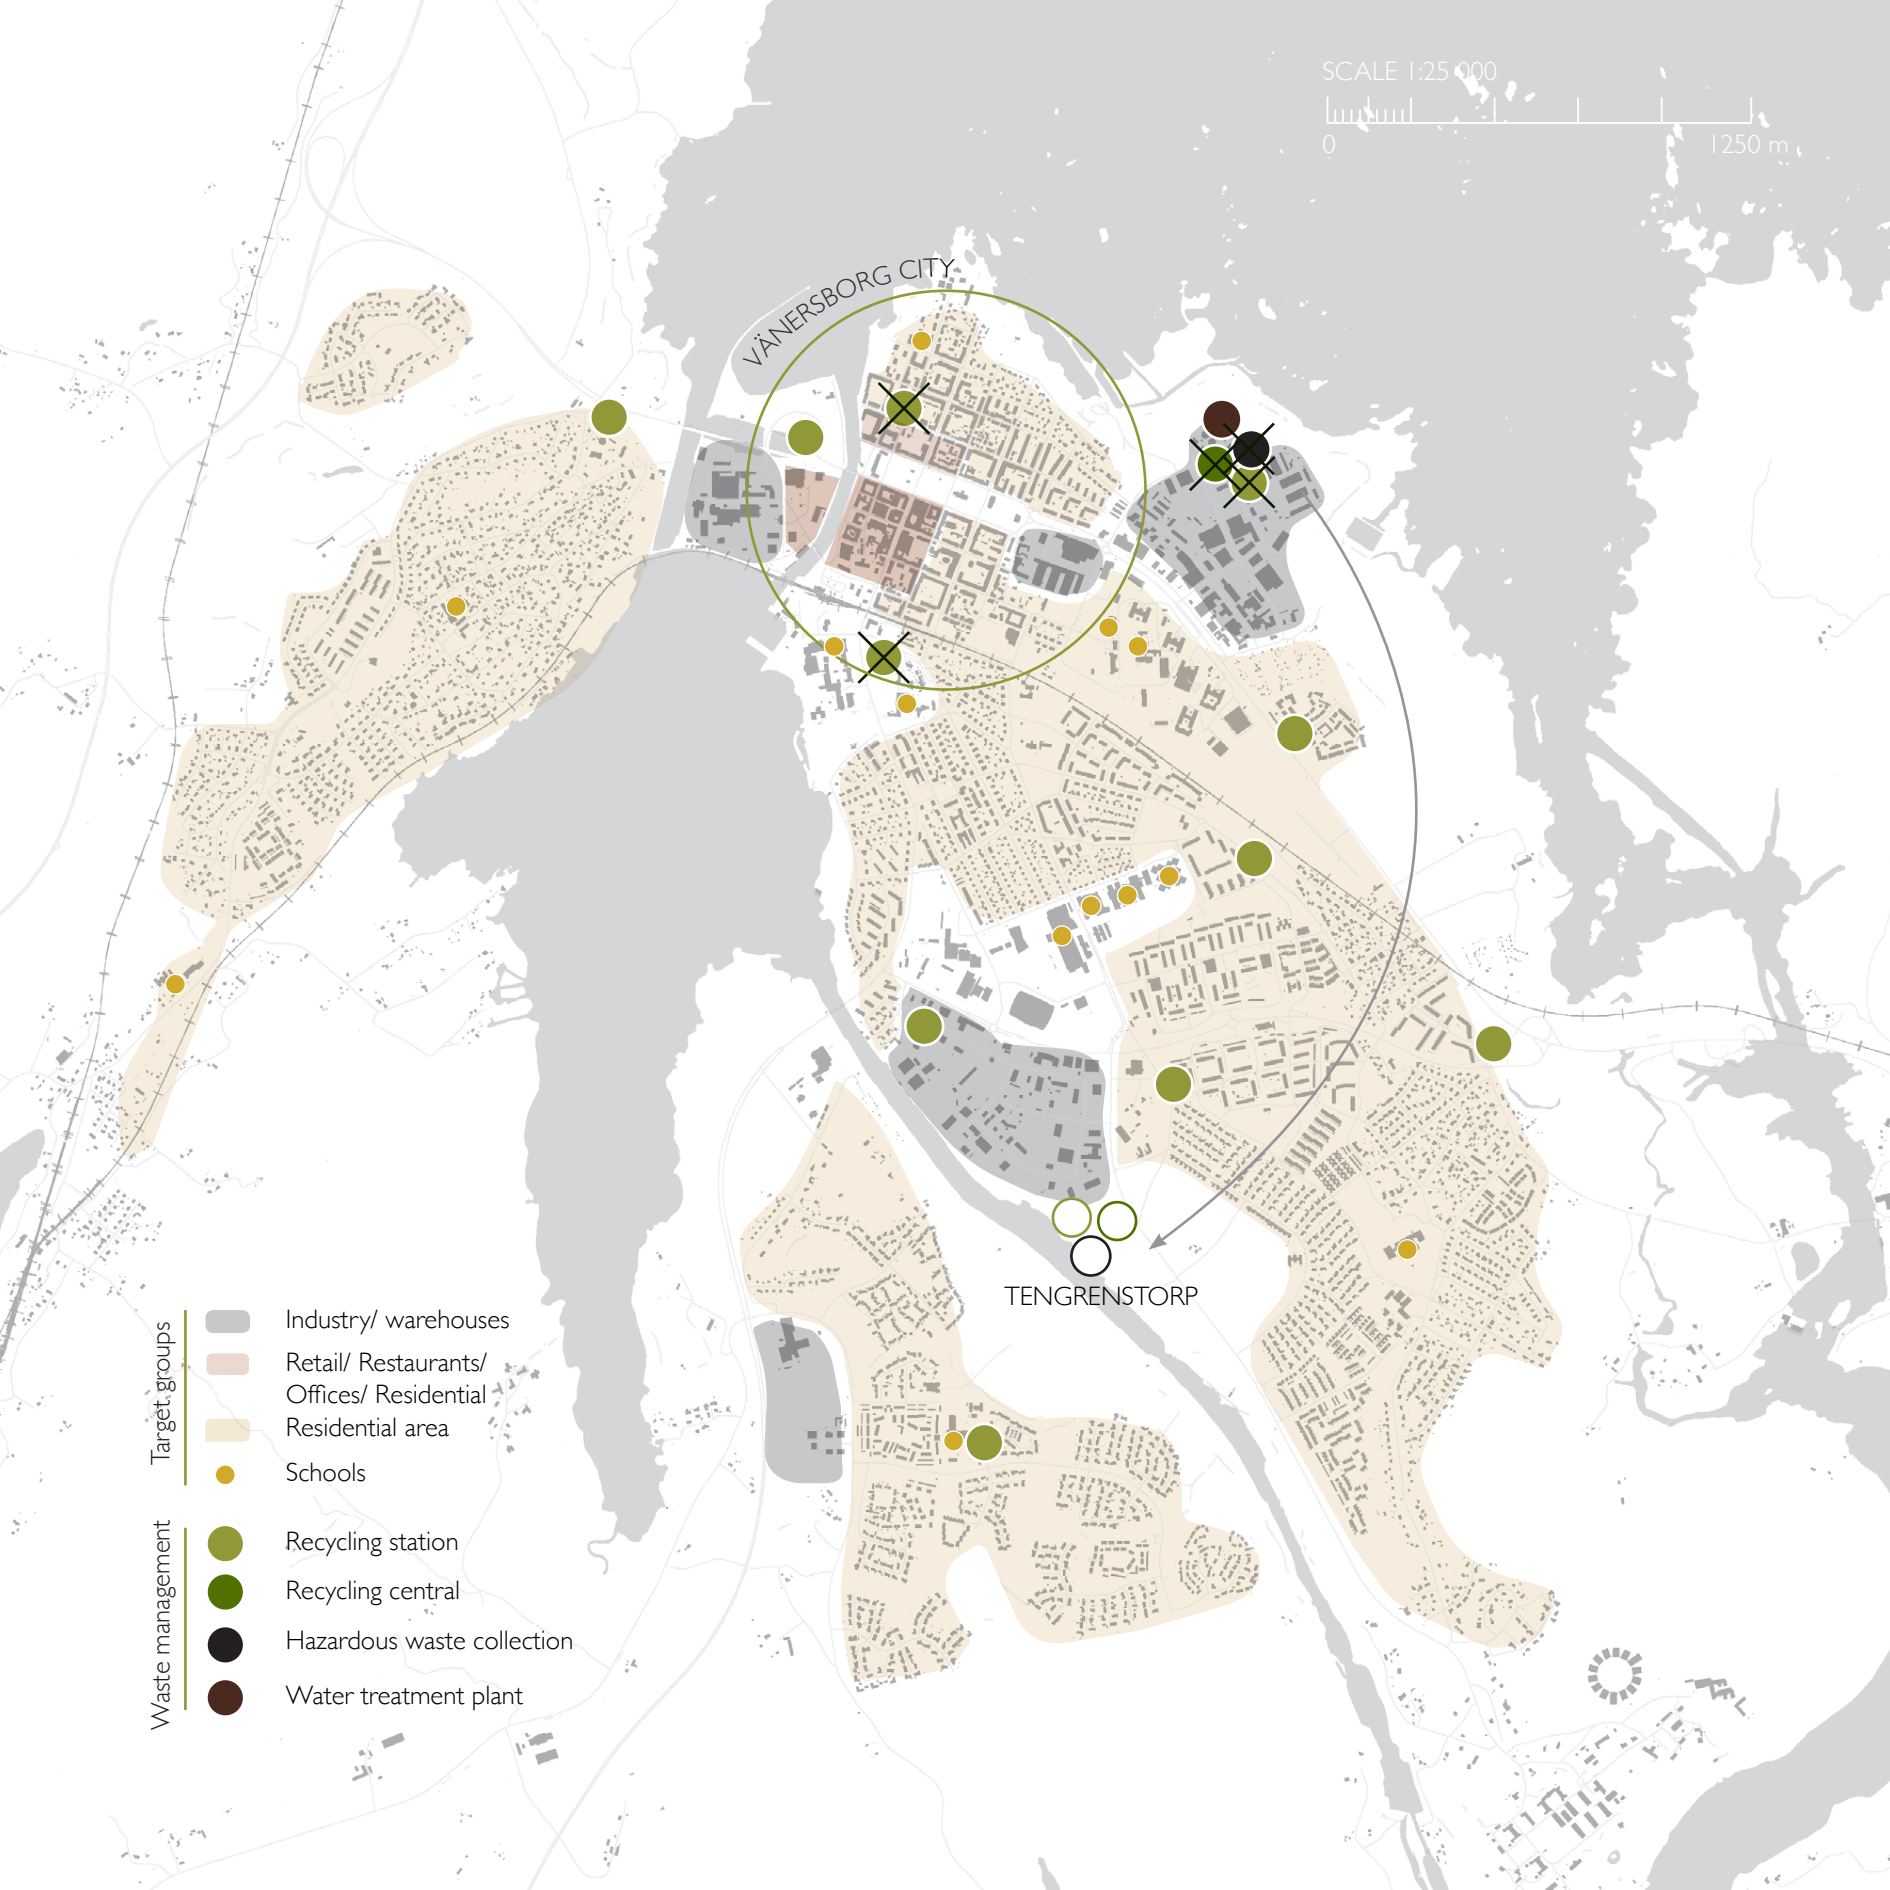 SCALE 1:25 000
0
1250 m
VÄNERSBORG CITY
TENGRENSTORP
Target groups
Industry/ warehouses
Retail/ Restaurants/
Offices/ Residential
Residential area
Schools
Waste management
Recycling station
Recycling central
Hazardous waste collection
Water treatment plant